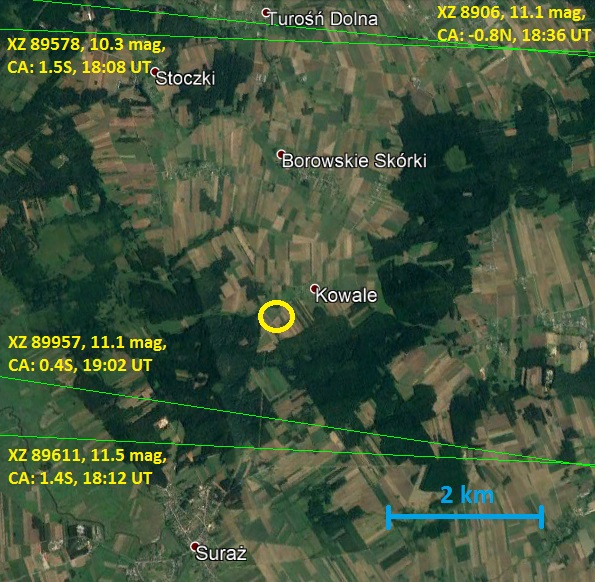 Turośń Dolna
XZ 8906, 11.1 mag,
CA: -0.8N, 18:36 UT
XZ 89578, 10.3 mag,
CA: 1.5S, 18:08 UT
Stoczki
Borowskie Skórki
Kowale
XZ 89957, 11.1 mag,
CA: 0.4S, 19:02 UT
XZ 89611, 11.5 mag,
CA: 1.4S, 18:12 UT
2 km
Suraż